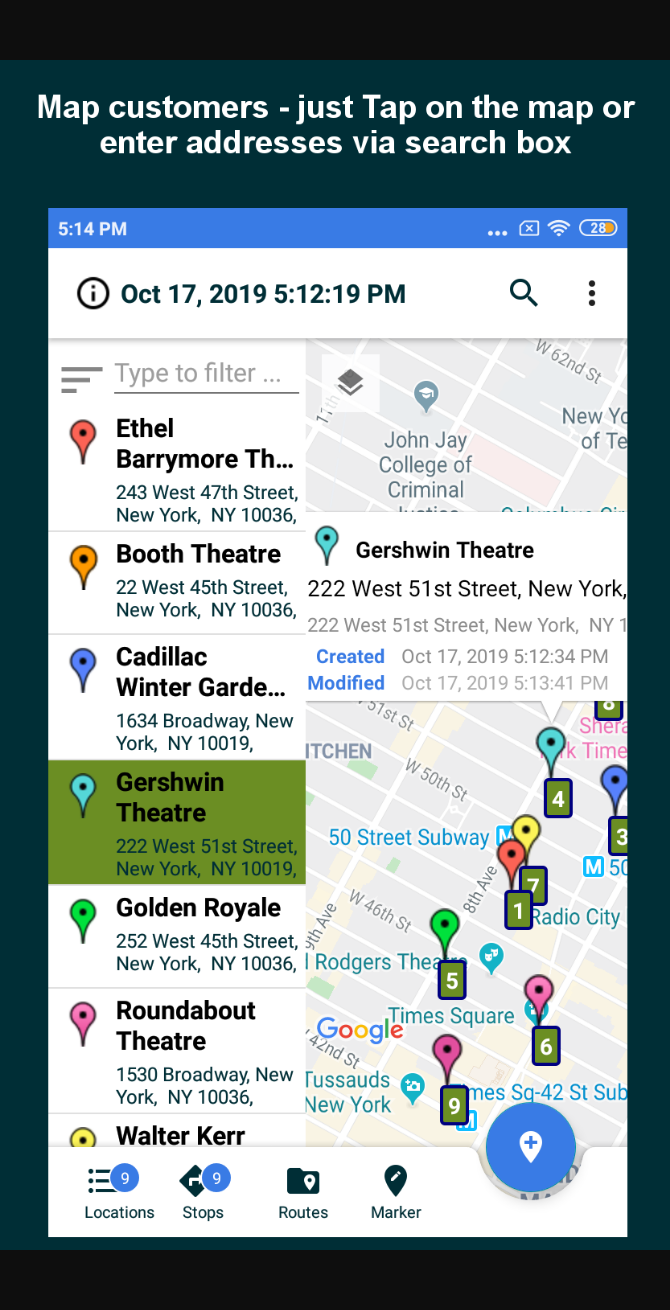 Map customers - just Tap on the map or
enter addresses via search box
5:14 PM
28
Oct 17, 2019 5:12:19 PM
Type to filter ...
Ethel
Barrymore Th...
243 West 47th Street,
New York, NY 10036,
Booth Theatre
22 West 45th Street,
New York, NY 10036,
Cadillac
Winter Garde...
1634 Broadway, New
York, NY 10019,
Gershwin
Theatre
222 West 51st Street,
New York, NY 10019,
Golden Royale
252 West 45th Street,
New York, NY 10036,
Roundabout
Theatre
1530 Broadway, New
York, NY 10036,
Walter Kerr
W 62nd St
11th
New Yo
of Te
John Jay
College of
Criminal
Justice
Columbus Cir
Gershwin Theatre
222 West 51st Street, New York,
222 West 51st Street, New York, NY 1
Created Oct 17, 2019 5:12:34 PM
Modified Oct 17, 2019 5:13:41 PM
8
51st St
Shera
rk Time
ITCHEN
W 50th St
4
3
50 Street Subway M
M 50
7
1
8th Ave
Radio City
W 46th St
9th Ave
l Rodgers Theatre
5
Times Square
6
Google
42nd St
Tussauds
New York
9
mes Sq-42 St Sub
9
Locations
9
Stops
Routes
Marker